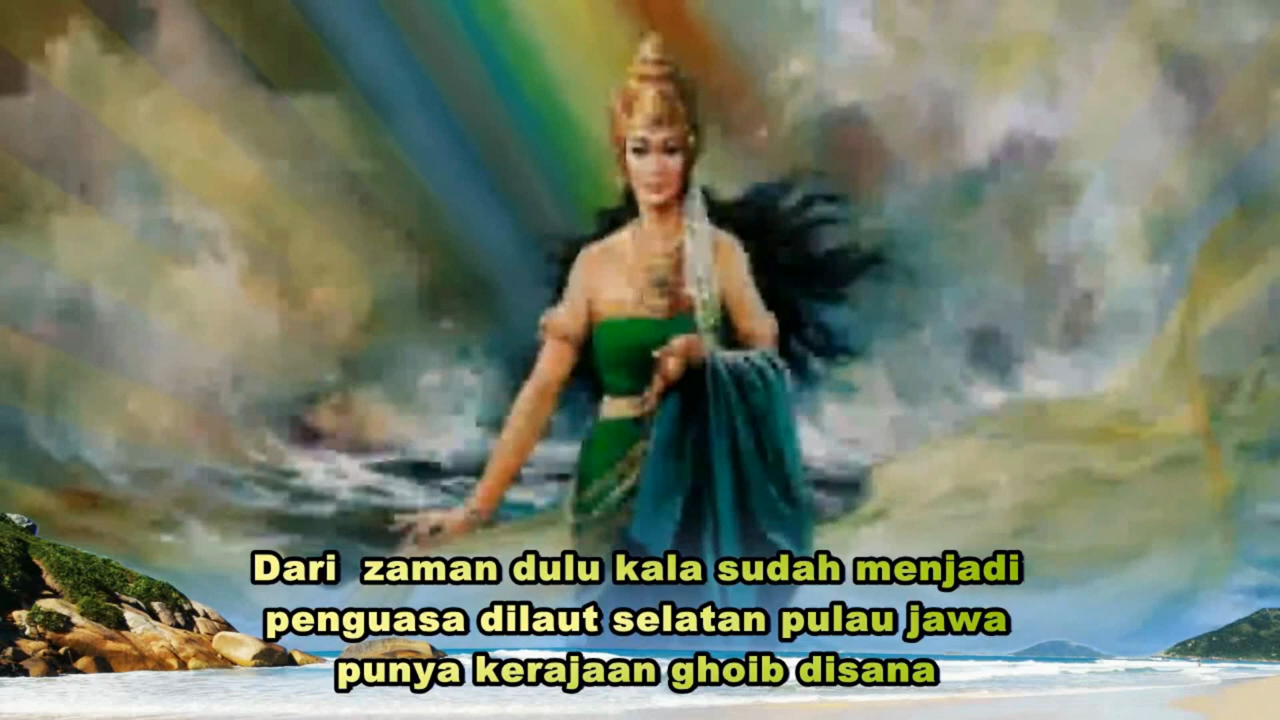 Dari  zaman dulu kala sudah menjadi
penguasa dilaut selatan pulau jawa
punya kerajaan ghoib disana